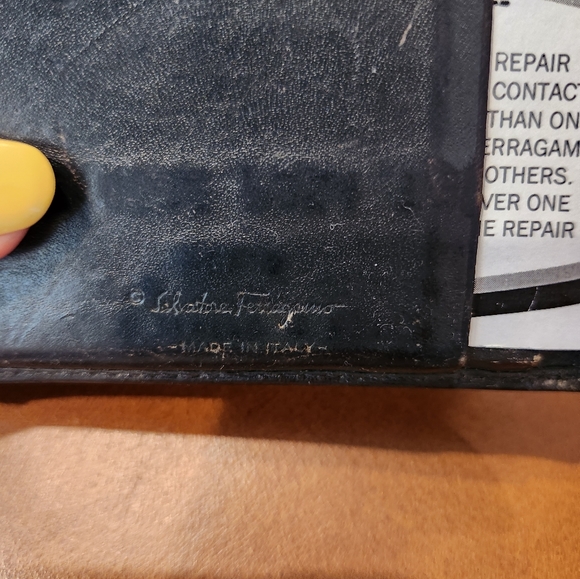 REPAIR
CONTACT
THAN ON
ERRAGAM
OTHERS.
VER ONE
E REPAIR
© Salvatore Ferragamo
-MADE IN ITALY-